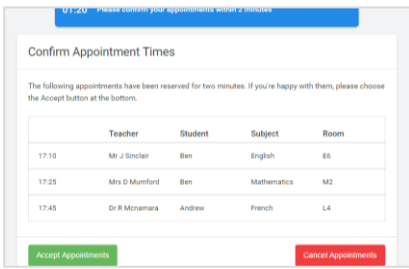 01:20 Please confirm your appointments within 2 minutes
Confirm Appointment Times
The following appointments have been reserved for two minutes. If you're happy with them, please choose
the Accept button at the bottom.
Teacher Student Subject Room
17:10 Mr J Sinclair Ben English E6
17:25 Mrs D Mumford Ben Mathematics M2
17:45 Dr R Mcnamara Andrew French L4
Accept Appointments Cancel Appointments